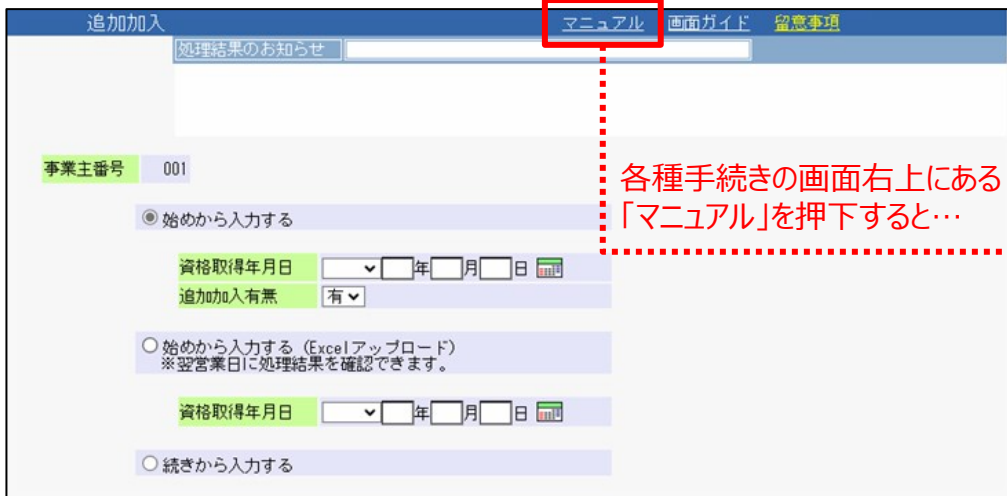 追加加入 マニュアル 画面ガイド 留意事項
処理結果のお知らせ
事業主番号 001
各種手続きの画面右上にある
「マニュアル」を押下すると…
始めから入力する
資格取得年月日 年 月 日
追加加入有無 有
始めから入力する（Excelアップロード）
※翌営業日に処理結果を確認できます。
資格取得年月日 年 月 日
続きから入力する